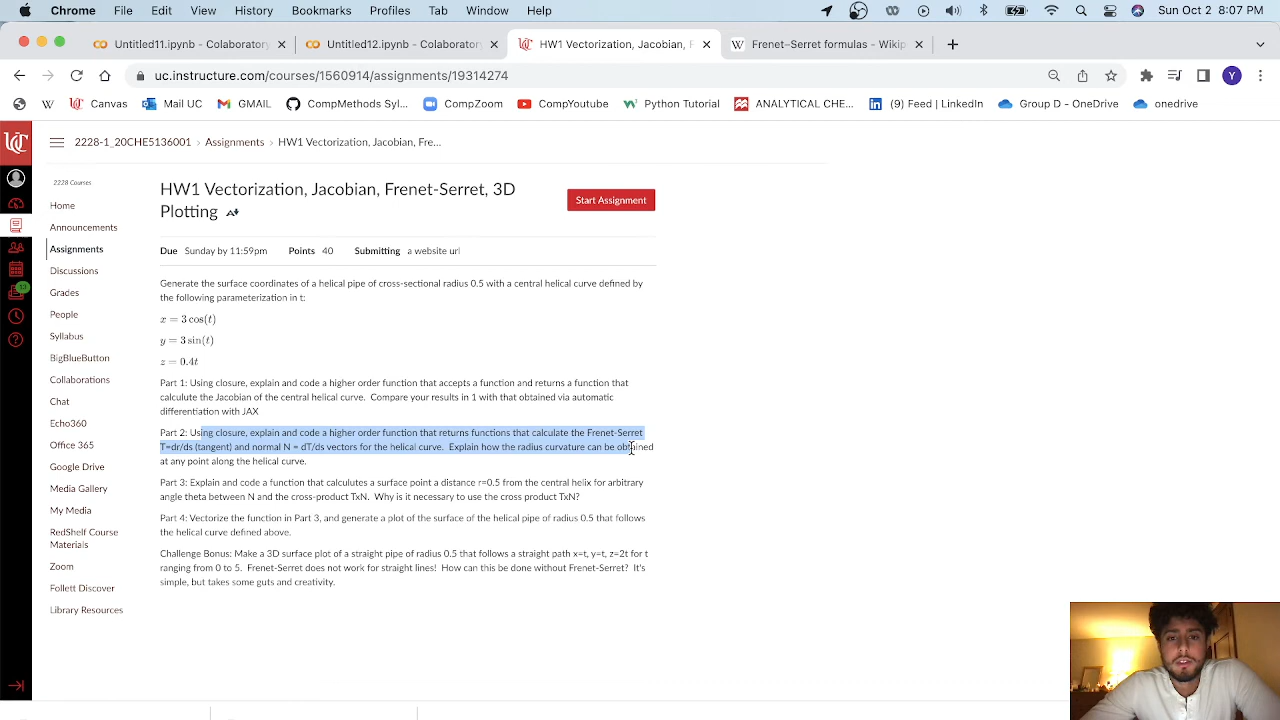 Chrome File Edit View History Bookmarks Profiles Tab Window Help Sun Oct 2 8:07 PM
Untitled11.ipynb - Colaboratory Untitled12.ipynb - Colaboratory HW1 Vectorization, Jacobian, F Frenet–Serret formulas - Wikip
uc.instructure.com/courses/1560914/assignments/19314274 Y
Canvas Mail UC GMAIL CompMethods Syl... CompZoom CompYoutube Python Tutorial ANALYTICAL CHE... (9) Feed | LinkedIn Group D - OneDrive onedrive
2228-1_20CHE5136001 › Assignments › HW1 Vectorization, Jacobian, Fre...
2228 Courses
Home
Announcements
Assignments
Discussions
Grades
People
Syllabus
BigBlueButton
Collaborations
Chat
Echo360
Office 365
Google Drive
Media Gallery
My Media
RedShelf Course
Materials
Zoom
Follett Discover
Library Resources
HW1 Vectorization, Jacobian, Frenet-Serret, 3D
Plotting
Start Assignment
Due Sunday by 11:59pm Points 40 Submitting a website url
Generate the surface coordinates of a helical pipe of cross-sectional radius 0.5 with a central helical curve defined by
the following parameterization in t:
x = 3 cos(t)
y = 3 sin(t)
z = 0.4t
Part 1: Using closure, explain and code a higher order function that accepts a function and returns a function that
calculate the Jacobian of the central helical curve. Compare your results in 1 with that obtained via automatic
differentiation with JAX
Part 2: Using closure, explain and code a higher order function that returns functions that calculate the Frenet-Serret
T=dr/ds (tangent) and normal N = dT/ds vectors for the helical curve. Explain how the radius curvature can be obtained
at any point along the helical curve.
Part 3: Explain and code a function that calculates a surface point a distance r=0.5 from the central helix for arbitrary
angle theta between N and the cross-product TxN. Why is it necessary to use the cross product TxN?
Part 4: Vectorize the function in Part 3, and generate a plot of the surface of the helical pipe of radius 0.5 that follows
the helical curve defined above.
Challenge Bonus: Make a 3D surface plot of a straight pipe of radius 0.5 that follows a straight path x=t, y=t, z=2t for t
ranging from 0 to 5. Frenet-Serret does not work for straight lines! How can this be done without Frenet-Serret? It's
simple, but takes some guts and creativity.